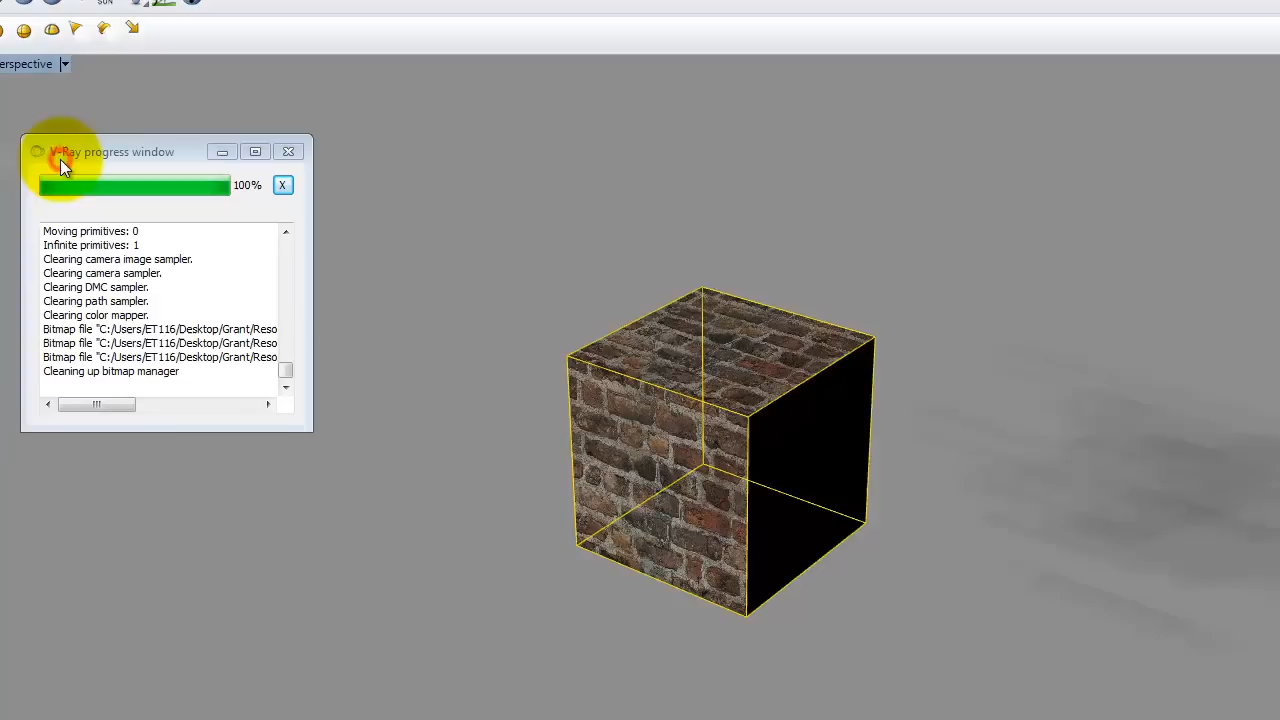 SUN
erspective
V-Ray progress window
100%
X
Moving primitives: 0
Infinite primitives: 1
Clearing camera image sampler.
Clearing camera sampler.
Clearing DMC sampler.
Clearing path sampler.
Clearing color mapper.
Bitmap file "C:/Users/ET116/Desktop/Grant/Reso
Bitmap file "C:/Users/ET116/Desktop/Grant/Reso
Bitmap file "C:/Users/ET116/Desktop/Grant/Reso
Cleaning up bitmap manager